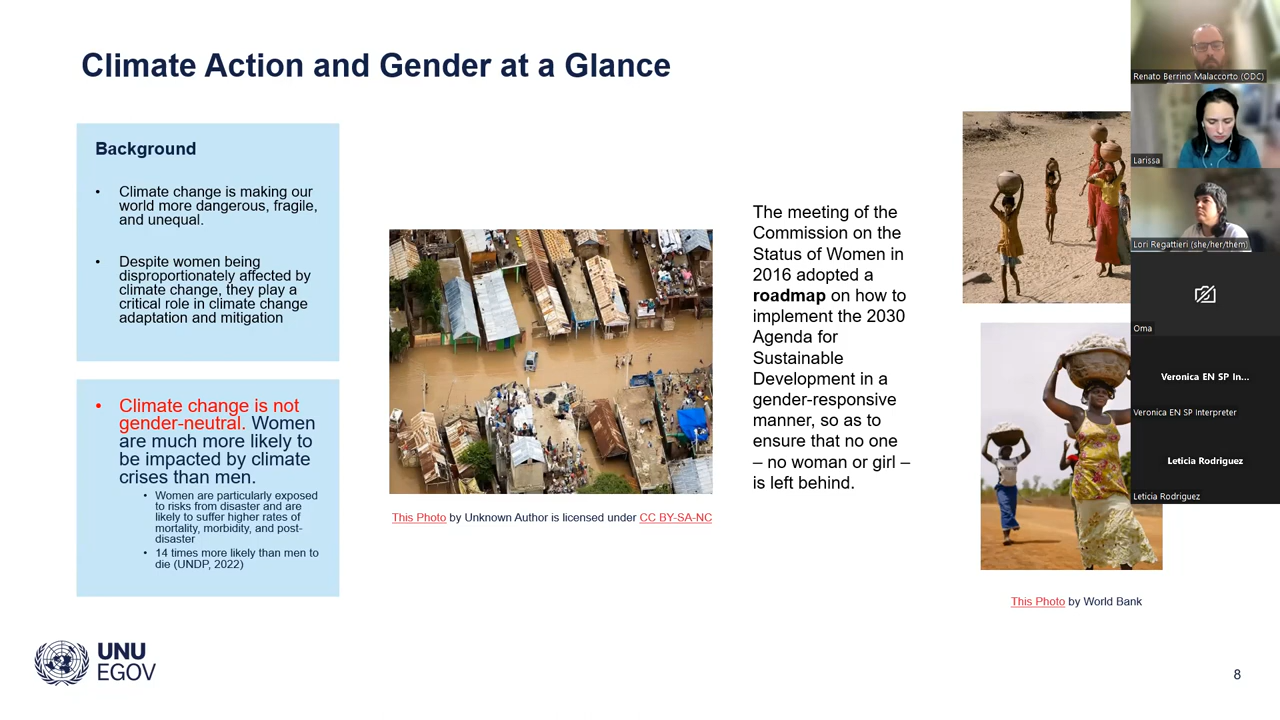 Climate Action and Gender at a Glance
Background
• Climate change is making our
world more dangerous, fragile,
and unequal.
• Despite women being
disproportionately affected by
climate change, they play a
critical role in climate change
adaptation and mitigation
• Climate change is not
gender-neutral. Women
are much more likely to
be impacted by climate
crises than men.
• Women are particularly exposed
to risks from disaster and are
likely to suffer higher rates of
mortality, morbidity, and post-
disaster
• 14 times more likely than men to
die (UNDP, 2022)
This Photo by Unknown Author is licensed under CC BY-SA-NC
The meeting of the
Commission on the
Status of Women in
2016 adopted a
roadmap on how to
implement the 2030
Agenda for
Sustainable
Development in a
gender-responsive
manner, so as to
ensure that no one
– no woman or girl –
is left behind.
This Photo by World Bank
Renato Berrino Malaccorto (ODC)
Larissa
Lori Regattieri (she/her/them)
Oma
Veronica EN SP In...
Veronica EN SP Interpreter
Leticia Rodriguez
Leticia Rodriguez
UNU
EGOV
8